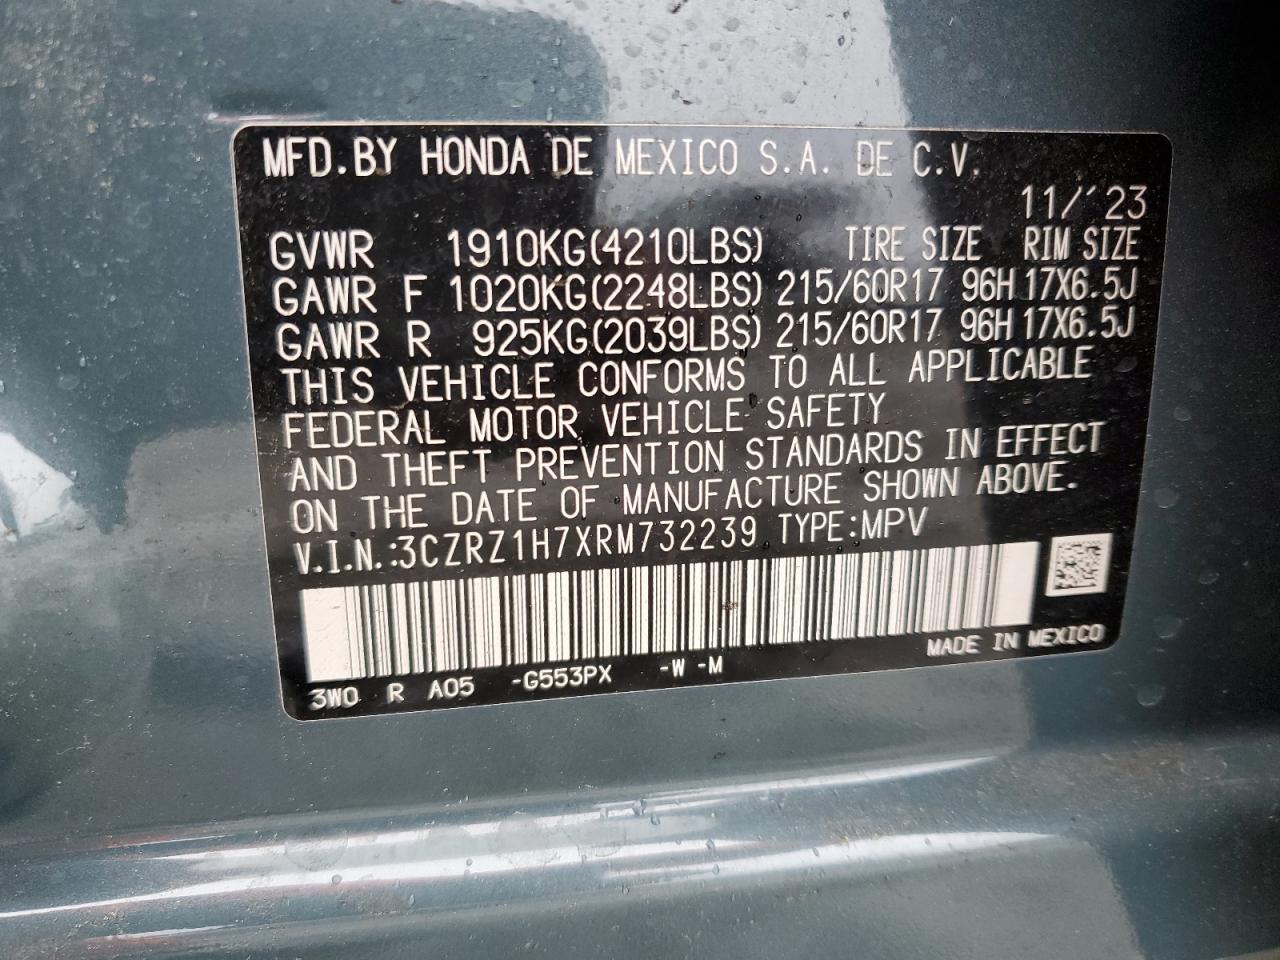 MFD.BY HONDA DE MEXICO S.A. DE C.V.
11/'23
GVWR 1910KG(4210LBS) TIRE SIZE RIM SIZE
GAWR F 1020KG(2248LBS) 215/60R17 96H 17X6.5J
GAWR R 925KG(2039LBS) 215/60R17 96H 17X6.5J
THIS VEHICLE CONFORMS TO ALL APPLICABLE
FEDERAL MOTOR VEHICLE SAFETY
AND THEFT PREVENTION STANDARDS IN EFFECT
ON THE DATE OF MANUFACTURE SHOWN ABOVE.
V.I.N.:3CZRZ1H7XRM732239 TYPE:MPV
MADE IN MEXICO
3W0 R A05 -G553PX -W -M